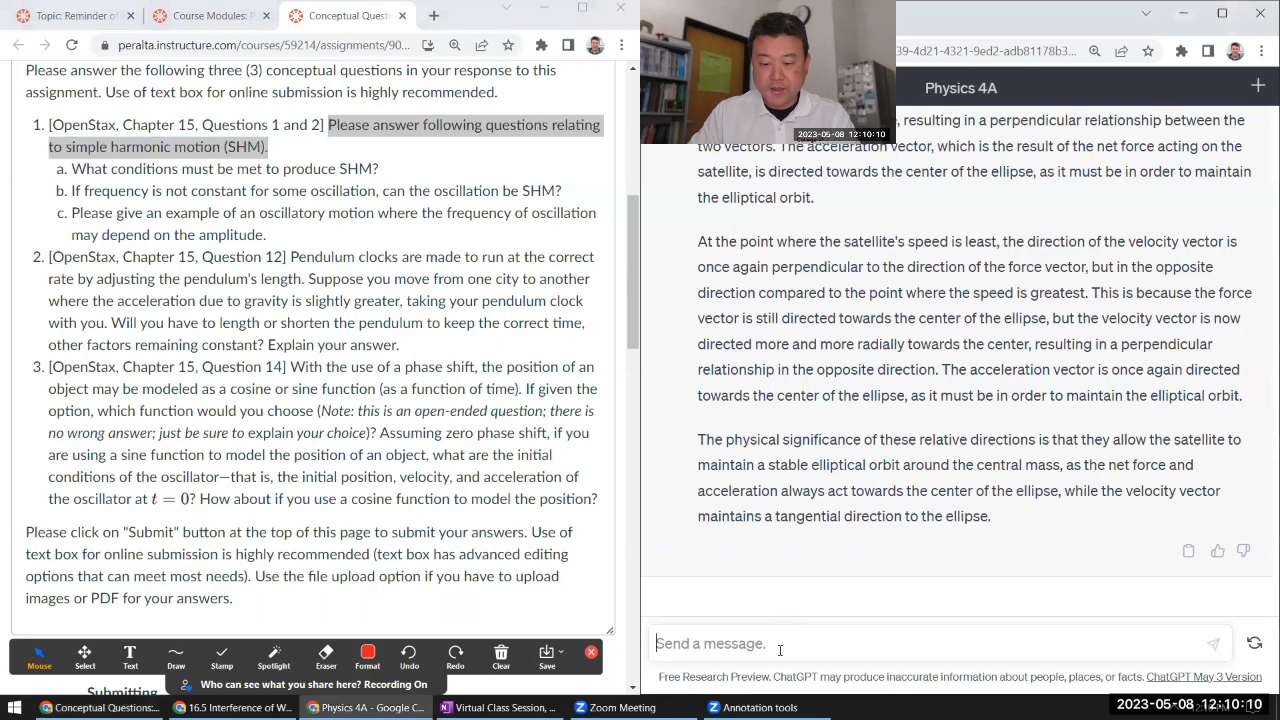 Topic: Reminder of
Course Modules: P
Conceptual Quest
peralta.instructure.com/courses/59214/assignments/90...
39-4d21-4321-9ed2-adb81178b3...
Please answer the following three (3) conceptual questions in your response to this
assignment. Use of text box for online submission is highly recommended.
1. [OpenStax, Chapter 15, Questions 1 and 2] Please answer following questions relating
to simple harmonic motion (SHM).
a. What conditions must be met to produce SHM?
b. If frequency is not constant for some oscillation, can the oscillation be SHM?
c. Please give an example of an oscillatory motion where the frequency of oscillation
may depend on the amplitude.
2. [OpenStax, Chapter 15, Question 12] Pendulum clocks are made to run at the correct
rate by adjusting the pendulum's length. Suppose you move from one city to another
where the acceleration due to gravity is slightly greater, taking your pendulum clock
with you. Will you have to length or shorten the pendulum to keep the correct time,
other factors remaining constant? Explain your answer.
3. [OpenStax, Chapter 15, Question 14] With the use of a phase shift, the position of an
object may be modeled as a cosine or sine function (as a function of time). If given the
option, which function would you choose (Note: this is an open-ended question; there is
no wrong answer; just be sure to explain your choice)? Assuming zero phase shift, if you
are using a sine function to model the position of an object, what are the initial
conditions of the oscillator—that is, the initial position, velocity, and acceleration of
the oscillator at t = 0? How about if you use a cosine function to model the position?
Please click on "Submit" button at the top of this page to submit your answers. Use of
text box for online submission is highly recommended (text box has advanced editing
options that can meet most needs). Use the file upload option if you have to upload
images or PDF for your answers.
Mouse Select Text Draw Stamp Spotlight Eraser Format Undo Redo Clear Save
Who can see what you share here? Recording On
Submitting
2023-05-08 12:10:10
Physics 4A
, resulting in a perpendicular relationship between the
two vectors. The acceleration vector, which is the result of the net force acting on the
satellite, is directed towards the center of the ellipse, as it must be in order to maintain
the elliptical orbit.
At the point where the satellite's speed is least, the direction of the velocity vector is
once again perpendicular to the direction of the force vector, but in the opposite
direction compared to the point where the speed is greatest. This is because the force
vector is still directed towards the center of the ellipse, but the velocity vector is now
directed more and more radially towards the center, resulting in a perpendicular
relationship in the opposite direction. The acceleration vector is once again directed
towards the center of the ellipse, as it must be in order to maintain the elliptical orbit.
The physical significance of these relative directions is that they allow the satellite to
maintain a stable elliptical orbit around the central mass, as the net force and
acceleration always act towards the center of the ellipse, while the velocity vector
maintains a tangential direction to the ellipse.
Send a message.
Free Research Preview. ChatGPT may produce inaccurate information about people, places, or facts. ChatGPT May 3 Version
Conceptual Questions:...
16.5 Interference of W...
Physics 4A - Google C...
Virtual Class Session, ...
Zoom Meeting
Annotation tools
2023-05-08 12:10:10